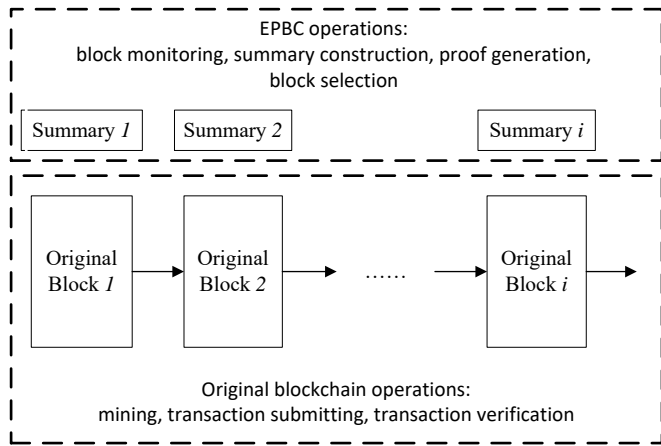 EPBC operations:
block monitoring, summary construction, proof generation,
block selection
Summary 1
Summary 2
Summary i
Original
Block 1
Original
Block 2
......
Original
Block i
Original blockchain operations:
mining, transaction submitting, transaction verification